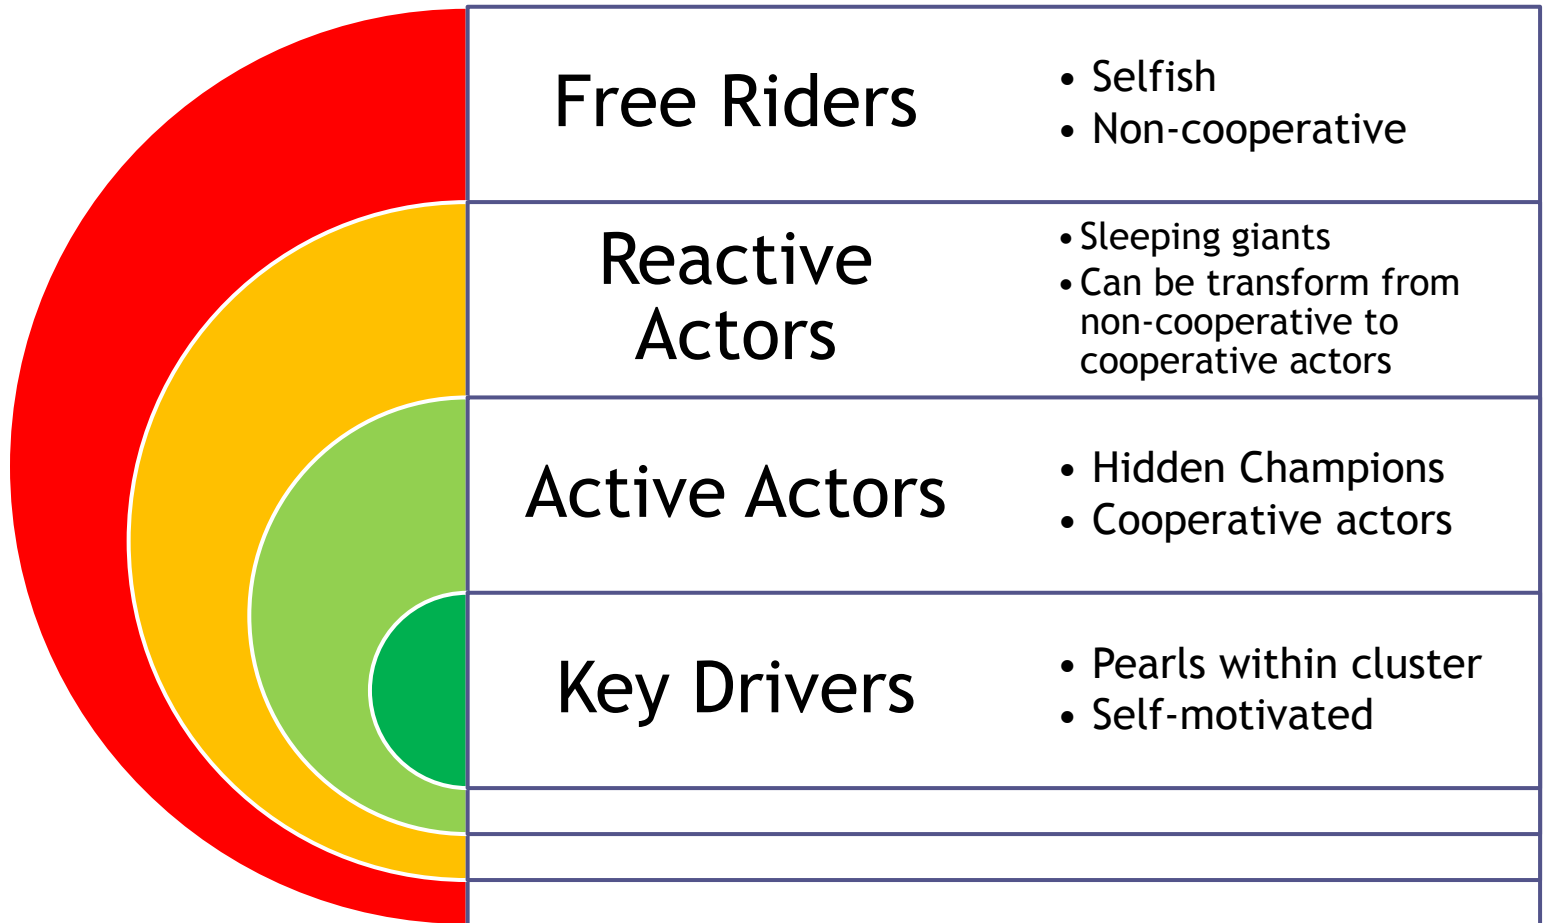 Free Riders
• Selfish
• Non-cooperative
Reactive
Actors
• Sleeping giants
• Can be transform from
non-cooperative to
cooperative actors
Active Actors
• Hidden Champions
• Cooperative actors
Key Drivers
• Pearls within cluster
• Self-motivated